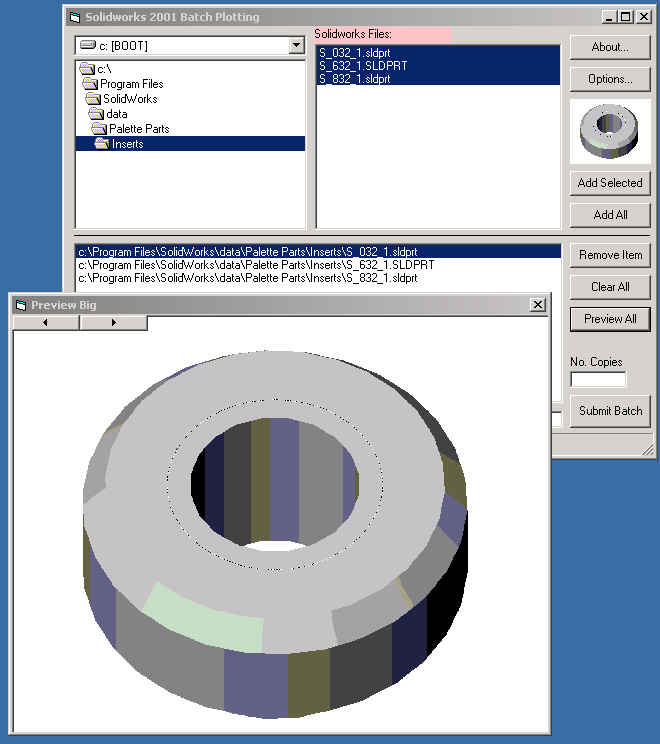 Solidworks 2001 Batch Plotting
c: [BOOT]
c:\
Program Files
SolidWorks
data
Palette Parts
Inserts
Solidworks Files:
S_032_1.sldprt
S_632_1.SLDPRT
S_832_1.sldprt
About...
Options...
Add Selected
Add All
c:\Program Files\SolidWorks\data\Palette Parts\Inserts\S_032_1.sldprt
c:\Program Files\SolidWorks\data\Palette Parts\Inserts\S_632_1.SLDPRT
c:\Program Files\SolidWorks\data\Palette Parts\Inserts\S_832_1.sldprt
Remove Item
Clear All
Preview All
No. Copies
Submit Batch
Preview Big